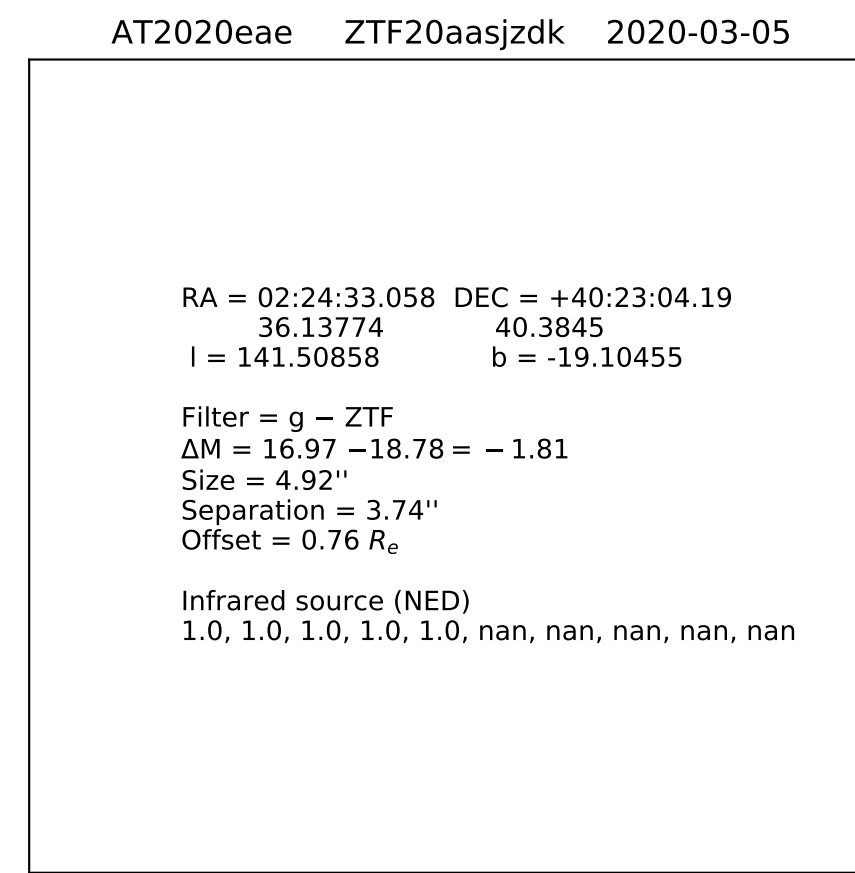 AT2020eae ZTF20aasjzdk 2020-03-05
RA = 02:24:33.058 DEC = +40:23:04.19
36.13774 40.3845
l = 141.50858 b = -19.10455
Filter = g − ZTF
ΔM = 16.97 −18.78 = − 1.81
Size = 4.92''
Separation = 3.74''
Offset = 0.76 Rₑ
Infrared source (NED)
1.0, 1.0, 1.0, 1.0, 1.0, nan, nan, nan, nan, nan